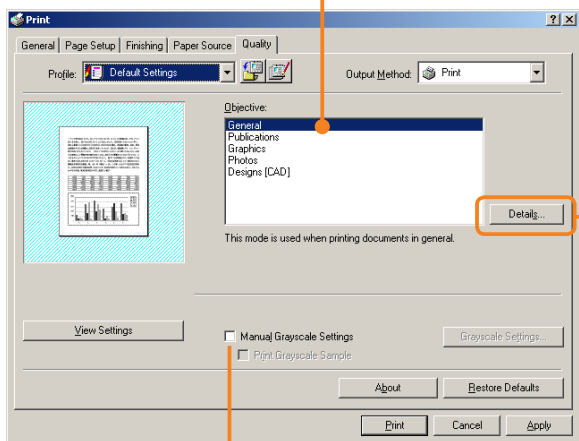 Print
General Page Setup Finishing Paper Source Quality
Profile: Default Settings Output Method: Print
Objective:
General
Publications
Graphics
Photos
Designs [CAD]
Details...
This mode is used when printing documents in general.
View Settings
Manual Grayscale Settings Grayscale Settings...
Print Grayscale Sample
About Restore Defaults
Print Cancel Apply